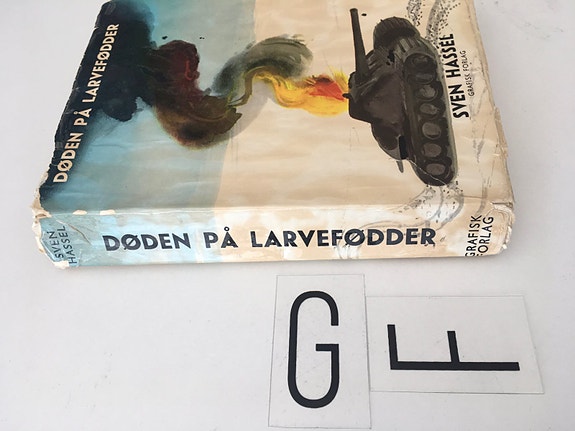 DØDEN PÅ LARVEFØDDER
SVEN HASSEL
GRAFISK FORLAG
SVEN
HASSEL
DØDEN PÅ LARVEFØDDER
GRAFISK
FORLAG
G
F